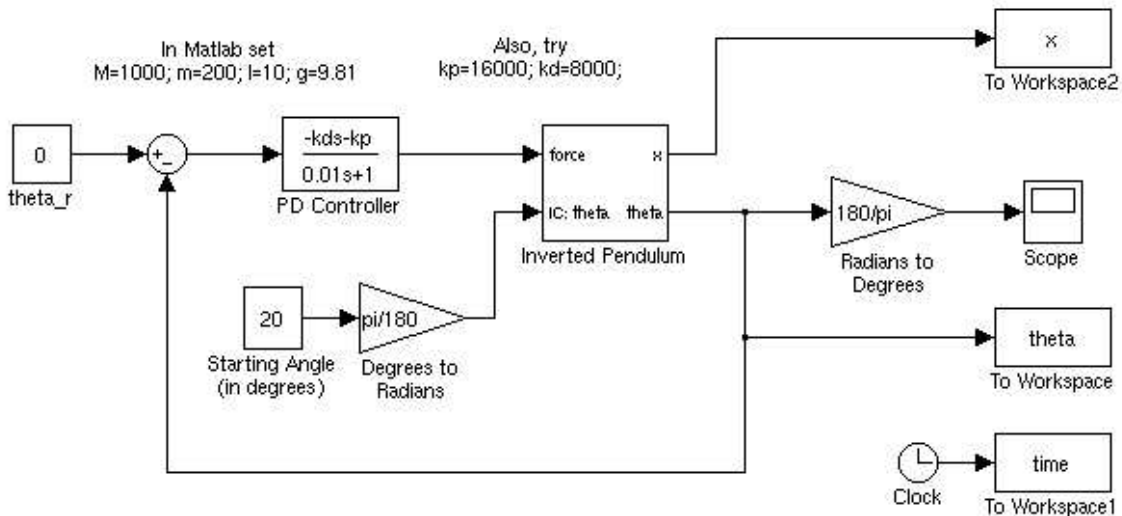 In Matlab set
M=1000; m=200; l=10; g=9.81
Also, try
kp=16000; kd=8000;
x
To Workspace2
0
theta_r
+
-
-kds-kp
0.01s+1
PD Controller
force
x
IC: theta
theta
Inverted Pendulum
180/pi
Radians to
Degrees
Scope
20
Starting Angle
(in degrees)
pi/180
Degrees to
Radians
theta
To Workspace
Clock
time
To Workspace1